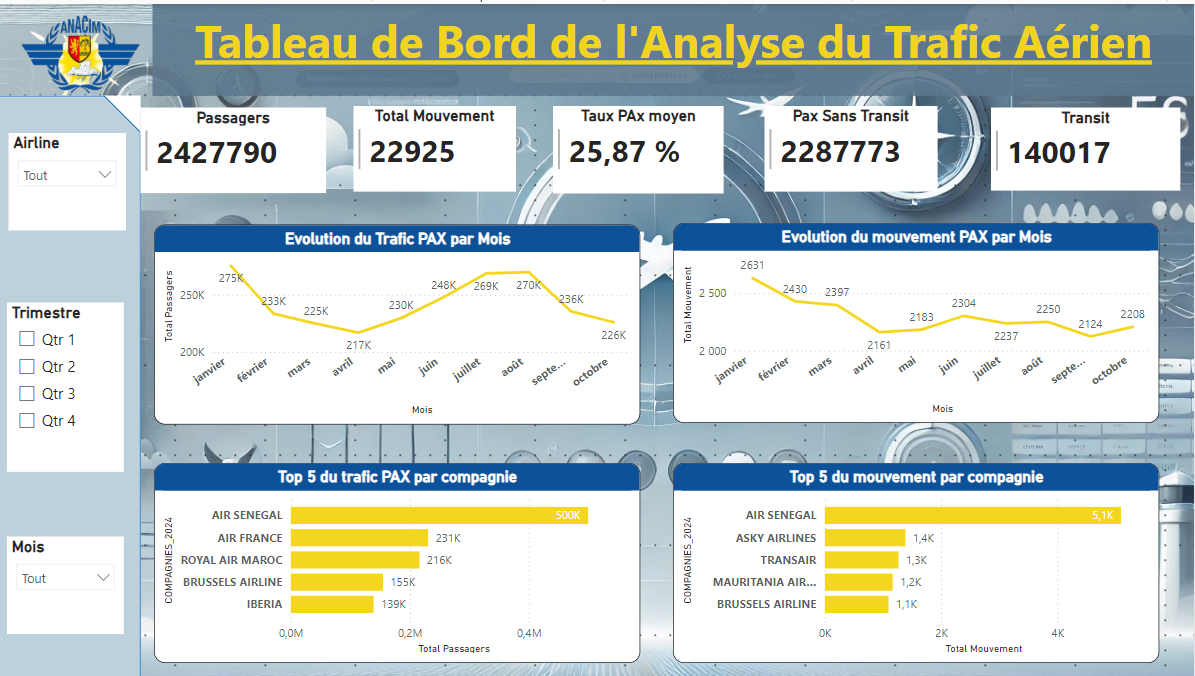 ANACIM
Tableau de Bord de l'Analyse du Trafic Aérien
Passagers
2427790
Total Mouvement
22925
Taux PAx moyen
25,87 %
Pax Sans Transit
2287773
Transit
140017
Airline
Tout
Trimestre
Qtr 1
Qtr 2
Qtr 3
Qtr 4
Mois
Tout
Evolution du Trafic PAX par Mois
Total Passagers
250K
200K
275K
233K
225K
217K
230K
248K
269K
270K
236K
226K
janvier
février
mars
avril
mai
juin
juillet
août
septe...
octobre
Mois
Evolution du mouvement PAX par Mois
Total Mouvement
2 500
2 000
2631
2430
2397
2161
2183
2304
2237
2250
2124
2208
janvier
février
mars
avril
mai
juin
juillet
août
septe...
octobre
Mois
Top 5 du trafic PAX par compagnie
COMPAGNIES_2024
AIR SENEGAL 500K
AIR FRANCE 231K
ROYAL AIR MAROC 216K
BRUSSELS AIRLINE 155K
IBERIA 139K
0,0M 0,2M 0,4M
Total Passagers
Top 5 du mouvement par compagnie
COMPAGNIES_2024
AIR SENEGAL 5,1K
ASKY AIRLINES 1,4K
TRANSAIR 1,3K
MAURITANIA AIR... 1,2K
BRUSSELS AIRLINE 1,1K
0K 2K 4K
Total Mouvement